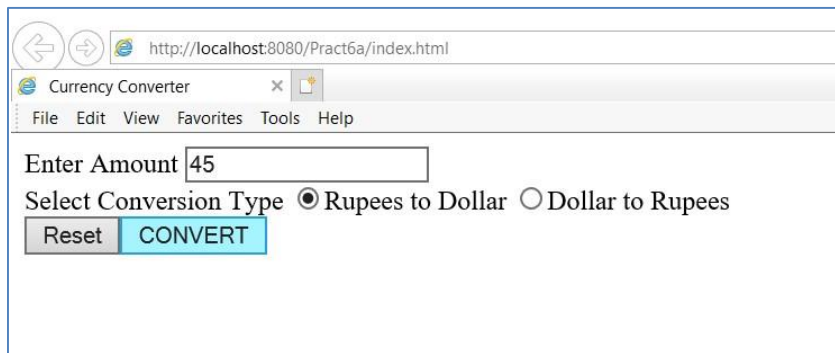 http://localhost:8080/Pract6a/index.html
Currency Converter
File Edit View Favorites Tools Help
Enter Amount 45
Select Conversion Type Rupees to Dollar Dollar to Rupees
Reset CONVERT